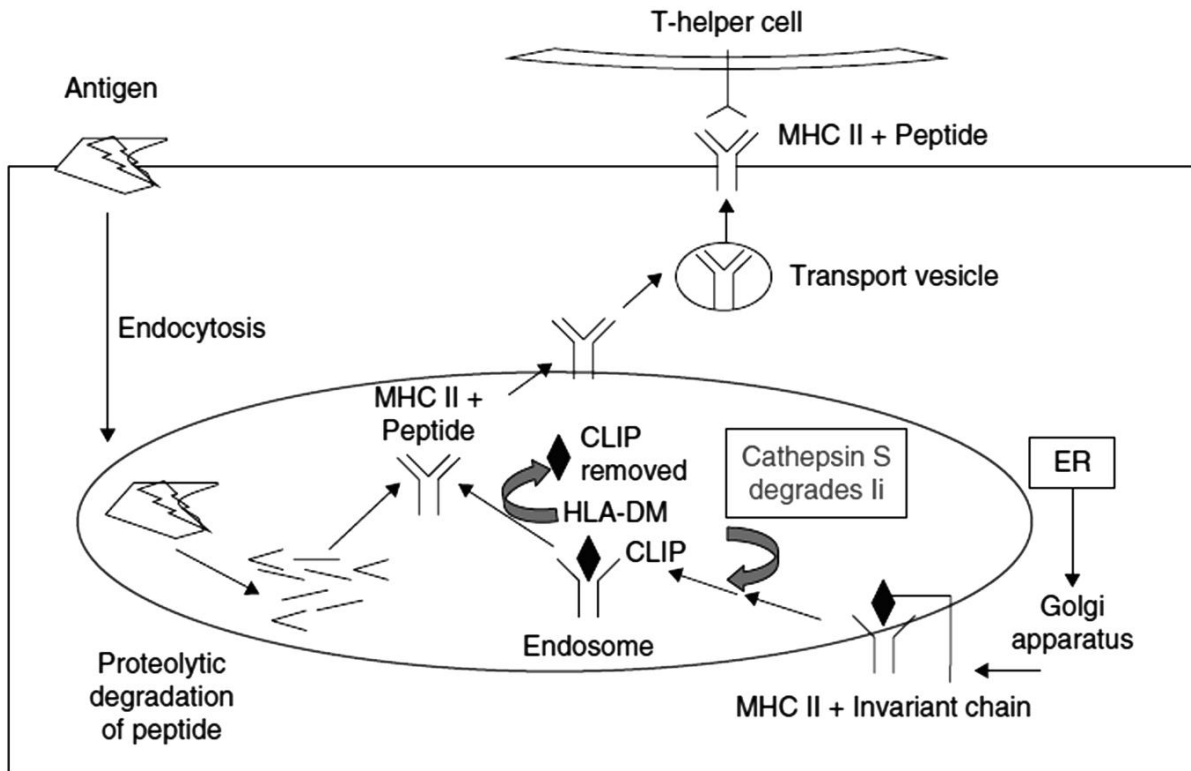 T-helper cell
Antigen
MHC II + Peptide
Transport vesicle
Endocytosis
MHC II +
Peptide
CLIP
removed
Cathepsin S
degrades Ii
ER
HLA-DM
CLIP
Golgi
apparatus
Endosome
Proteolytic
degradation
of peptide
MHC II + Invariant chain